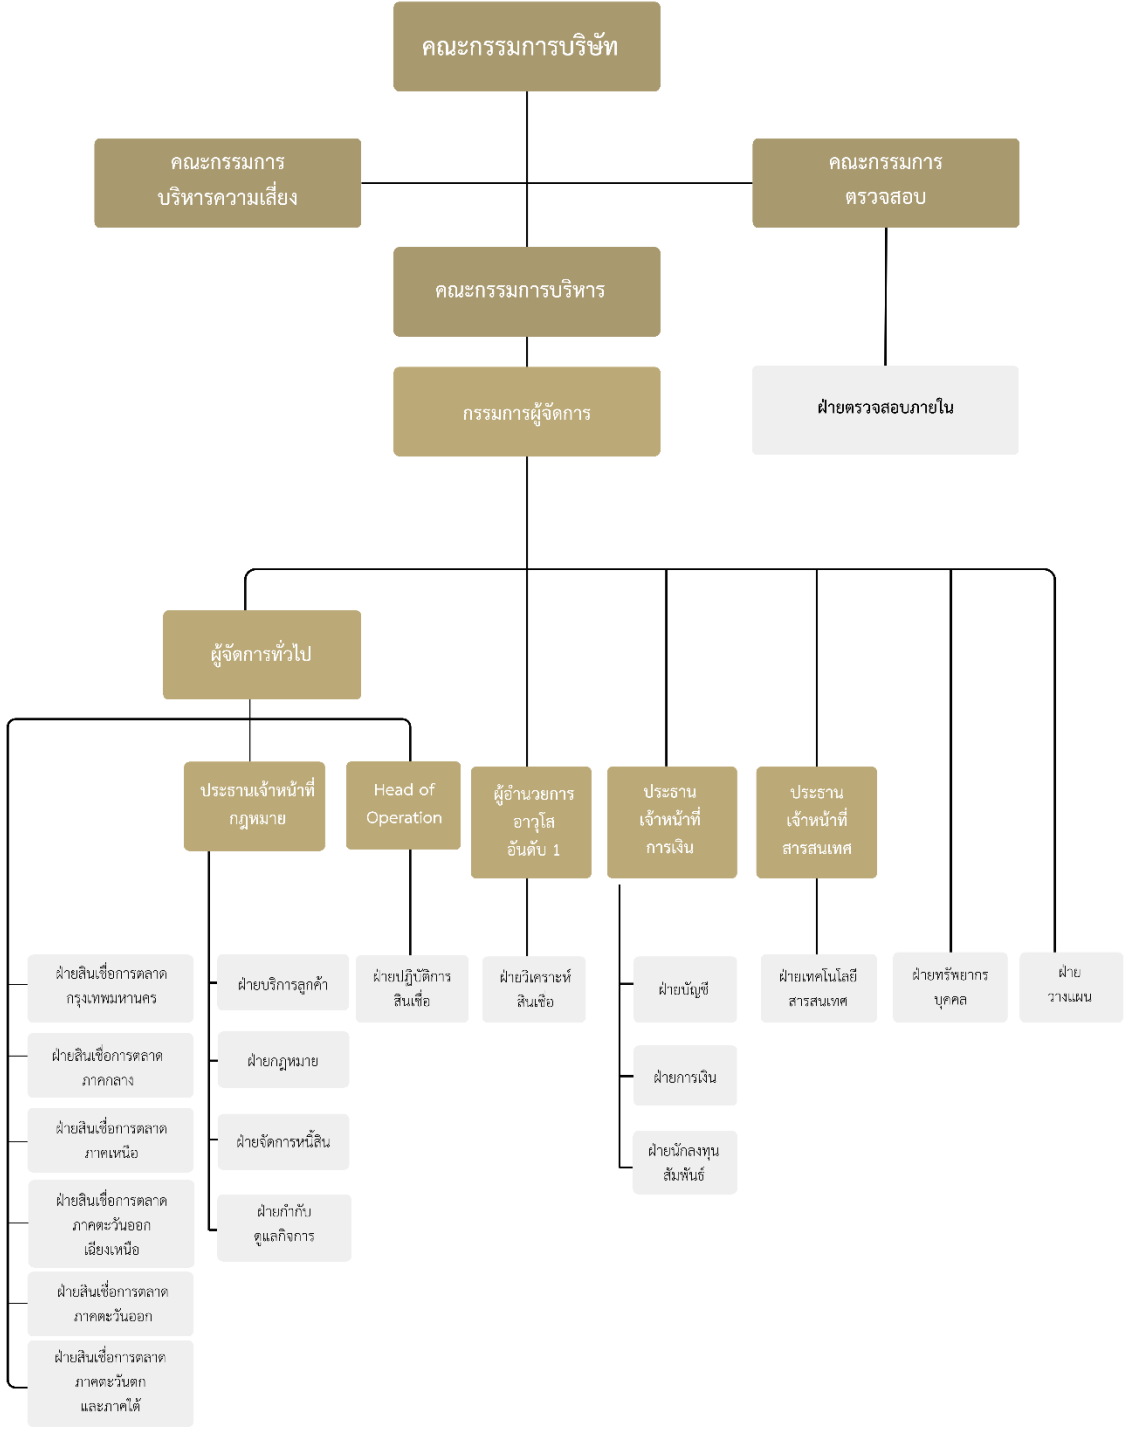 คณะกรรมการบริษัท
คณะกรรมการ
บริหารความเสี่ยง
คณะกรรมการ
ตรวจสอบ
คณะกรรมการบริหาร
กรรมการผู้จัดการ
ฝ่ายตรวจสอบภายใน
ผู้จัดการทั่วไป
ประธานเจ้าหน้าที่
กฎหมาย
Head of
Operation
ผู้อำนวยการ
อาวุโส
อันดับ 1
ประธาน
เจ้าหน้าที่
การเงิน
ประธาน
เจ้าหน้าที่
สารสนเทศ
ฝ่ายสินเชื่อการตลาด
กรุงเทพมหานคร
ฝ่ายสินเชื่อการตลาด
ภาคกลาง
ฝ่ายสินเชื่อการตลาด
ภาคเหนือ
ฝ่ายสินเชื่อการตลาด
ภาคตะวันออก
เฉียงเหนือ
ฝ่ายสินเชื่อการตลาด
ภาคตะวันออก
ฝ่ายสินเชื่อการตลาด
ภาคตะวันตก
และภาคใต้
ฝ่ายบริการลูกค้า
ฝ่ายกฎหมาย
ฝ่ายจัดการหนี้สิน
ฝ่ายกำกับ
ดูแลกิจการ
ฝ่ายปฏิบัติการ
สินเชื่อ
ฝ่ายวิเคราะห์
สินเชื่อ
ฝ่ายบัญชี
ฝ่ายการเงิน
ฝ่ายนักลงทุน
สัมพันธ์
ฝ่ายเทคโนโลยี
สารสนเทศ
ฝ่ายทรัพยากร
บุคคล
ฝ่าย
วางแผน